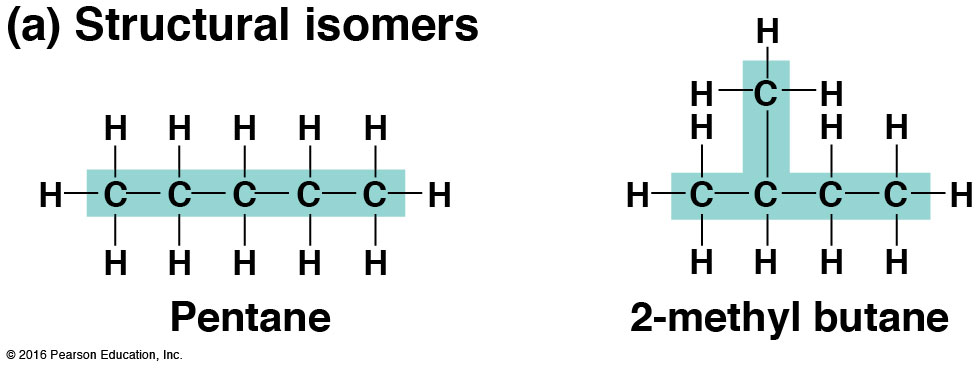 (a) Structural isomers
H
H C H
H H H H H H H H
H C C C C C H H C C C C H
H H H H H H H H H
Pentane 2-methyl butane
© 2016 Pearson Education, Inc.